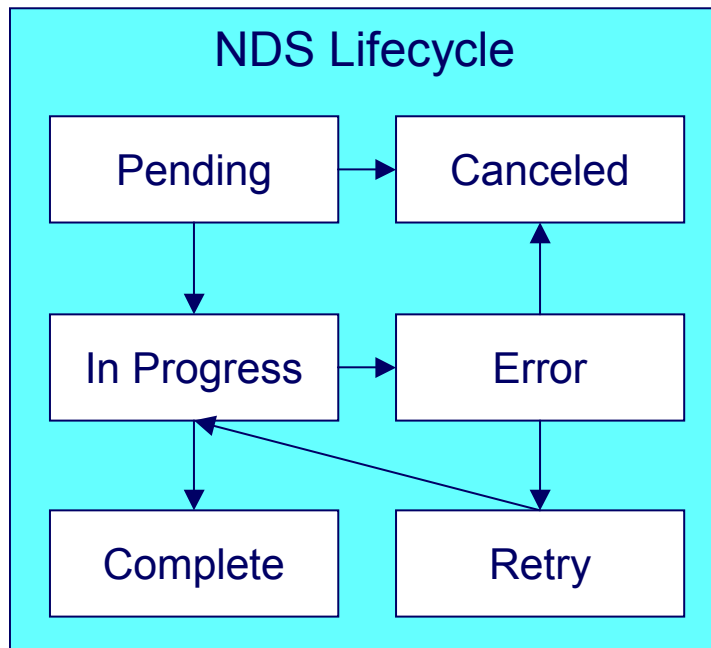 NDS Lifecycle
Pending
Canceled
In Progress
Error
Complete
Retry